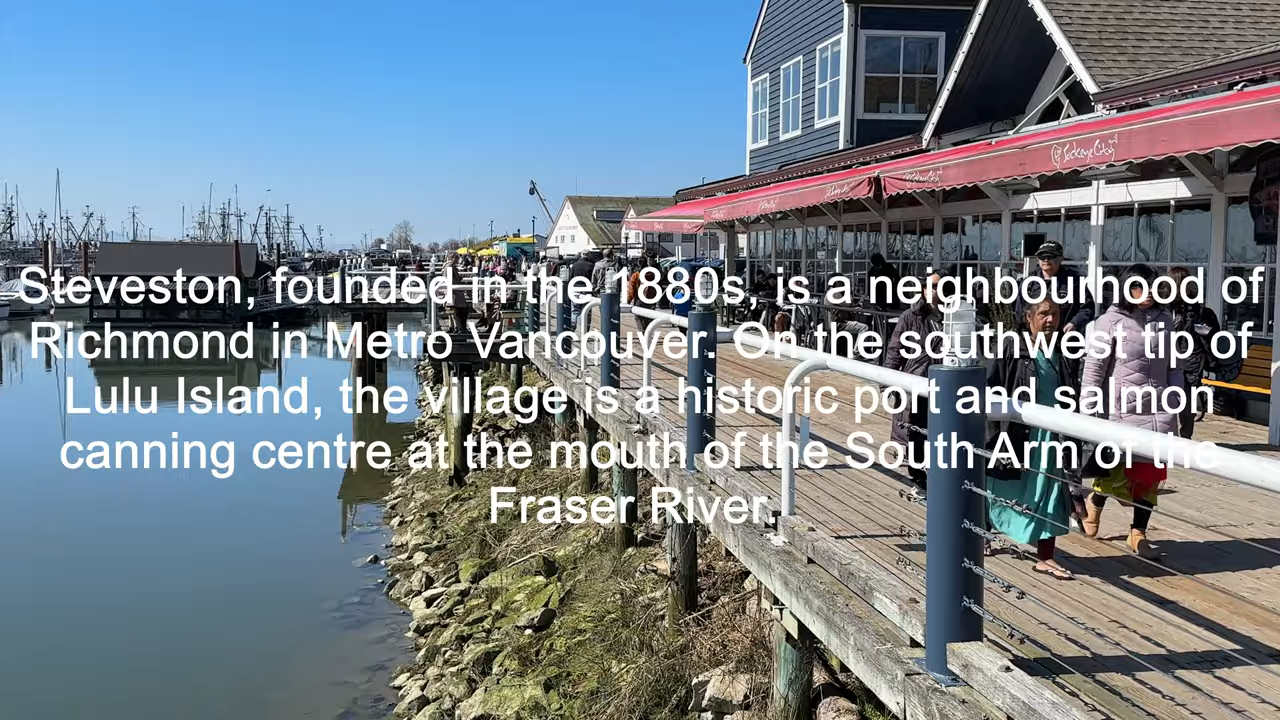 Sockeye City
Steveston, founded in the 1880s, is a neighbourhood of
Richmond in Metro Vancouver. On the southwest tip of
Lulu Island, the village is a historic port and salmon
canning centre at the mouth of the South Arm of the
Fraser River.